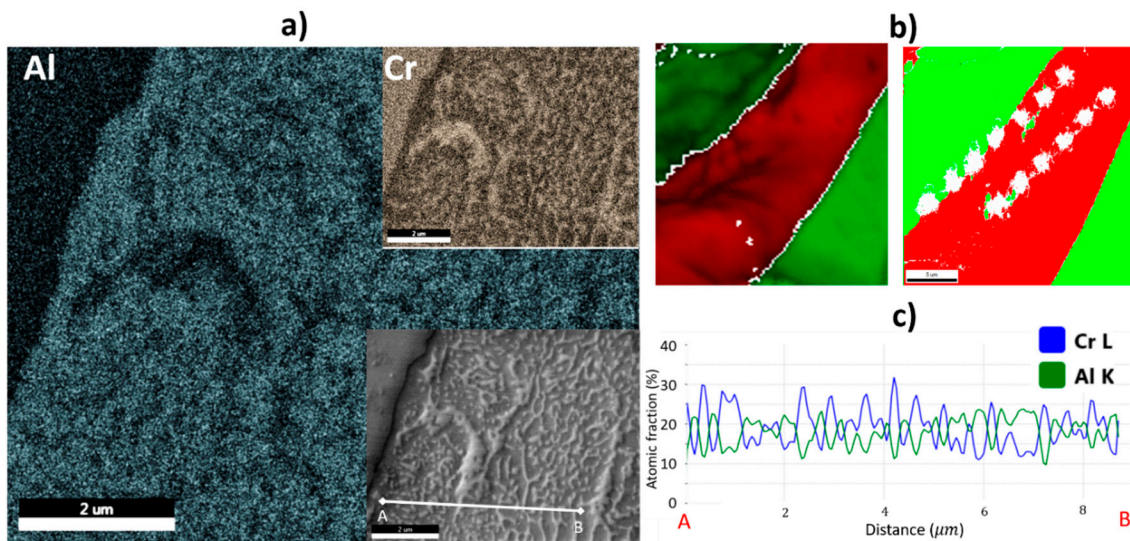 a)
Al
Cr
2 um
2 um
A
B
2 um
b)
5 um
c)
Cr L
Al K
Atomic fraction (%)
40
30
20
10
0
2
4
6
8
A
Distance (μm)
B